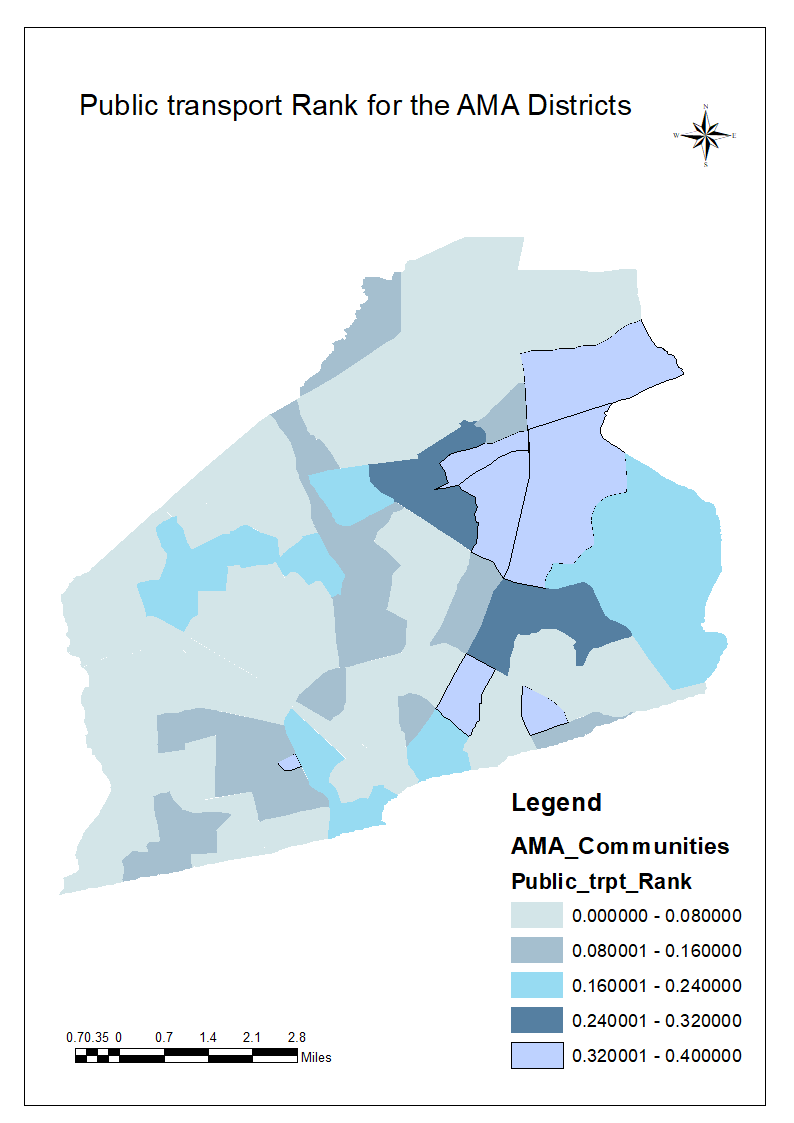 Public transport Rank for the AMA Districts
N
W E
S
Legend
AMA_Communities
Public_trpt_Rank
0.000000 - 0.080000
0.080001 - 0.160000
0.160001 - 0.240000
0.240001 - 0.320000
0.320001 - 0.400000
0.70.35 0 0.7 1.4 2.1 2.8
Miles